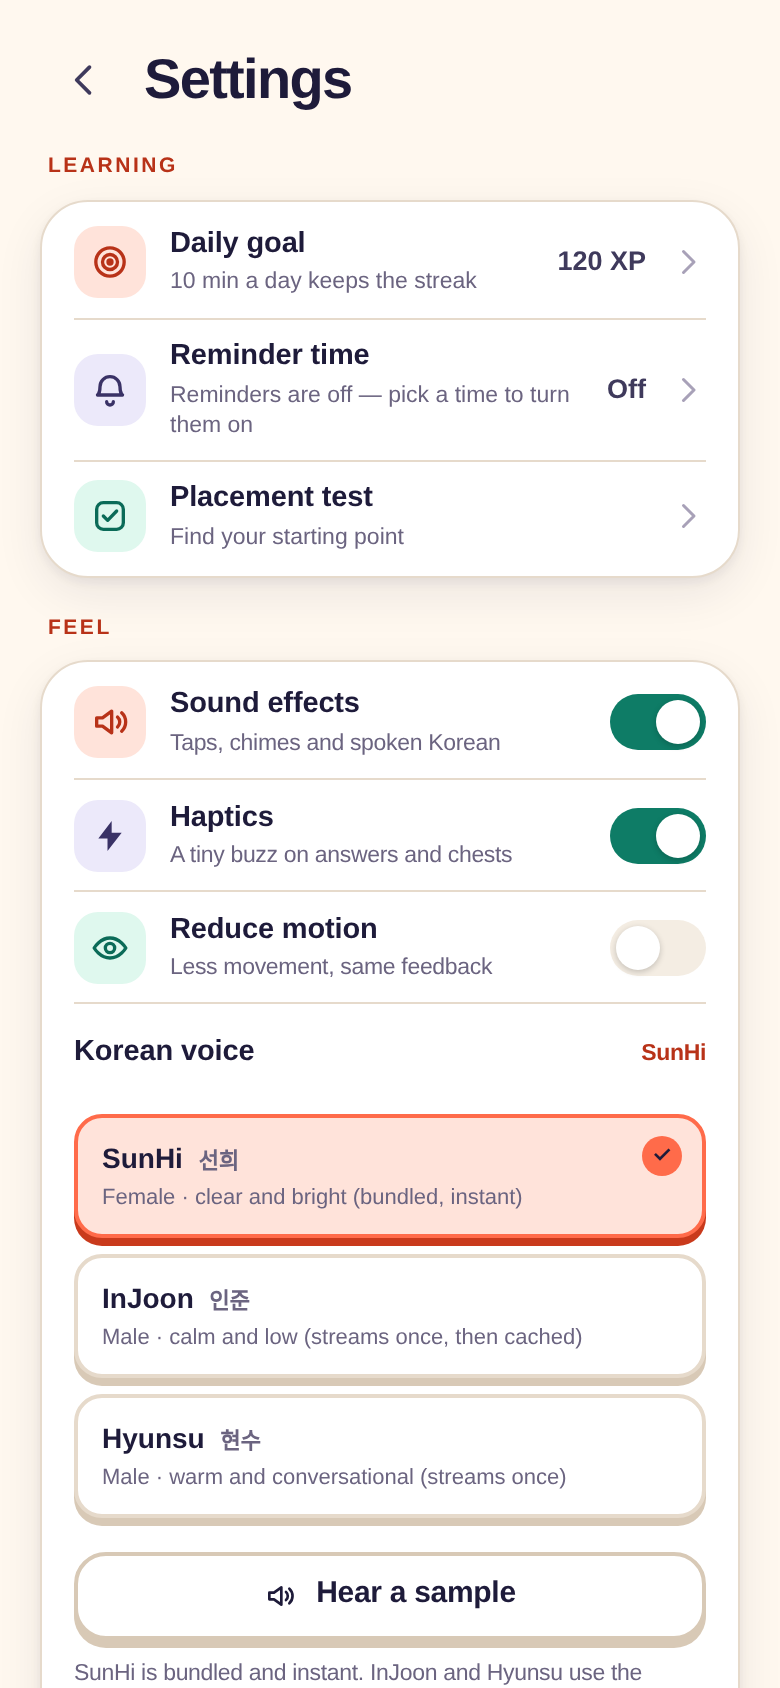 Settings
LEARNING
Daily goal
10 min a day keeps the streak
120 XP
Reminder time
Reminders are off — pick a time to turn
them on
Off
Placement test
Find your starting point
FEEL
Sound effects
Taps, chimes and spoken Korean
Haptics
A tiny buzz on answers and chests
Reduce motion
Less movement, same feedback
Korean voice
SunHi
SunHi 선희
Female · clear and bright (bundled, instant)
InJoon 인준
Male · calm and low (streams once, then cached)
Hyunsu 현수
Male · warm and conversational (streams once)
Hear a sample
SunHi is bundled and instant. InJoon and Hyunsu use the